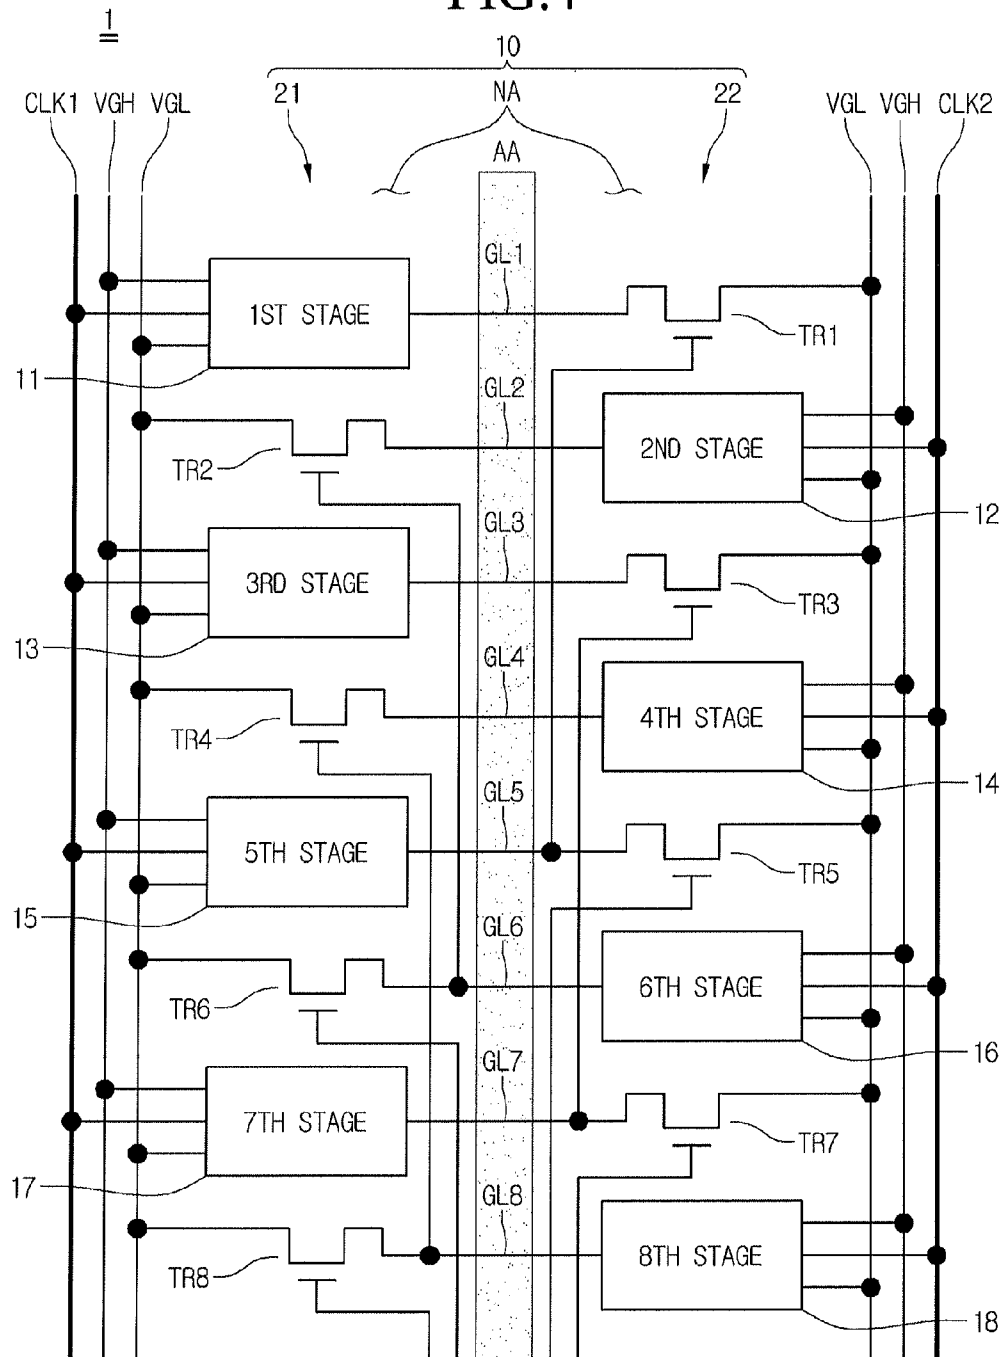 1
10
21 NA 22
CLK1 VGH VGL VGL VGH CLK2
AA
GL1
1ST STAGE
TR1
11
GL2
2ND STAGE
TR2
12
GL3
3RD STAGE
TR3
13
GL4
4TH STAGE
TR4
14
GL5
5TH STAGE
TR5
15
GL6
6TH STAGE
TR6
16
GL7
7TH STAGE
TR7
17
GL8
8TH STAGE
TR8
18